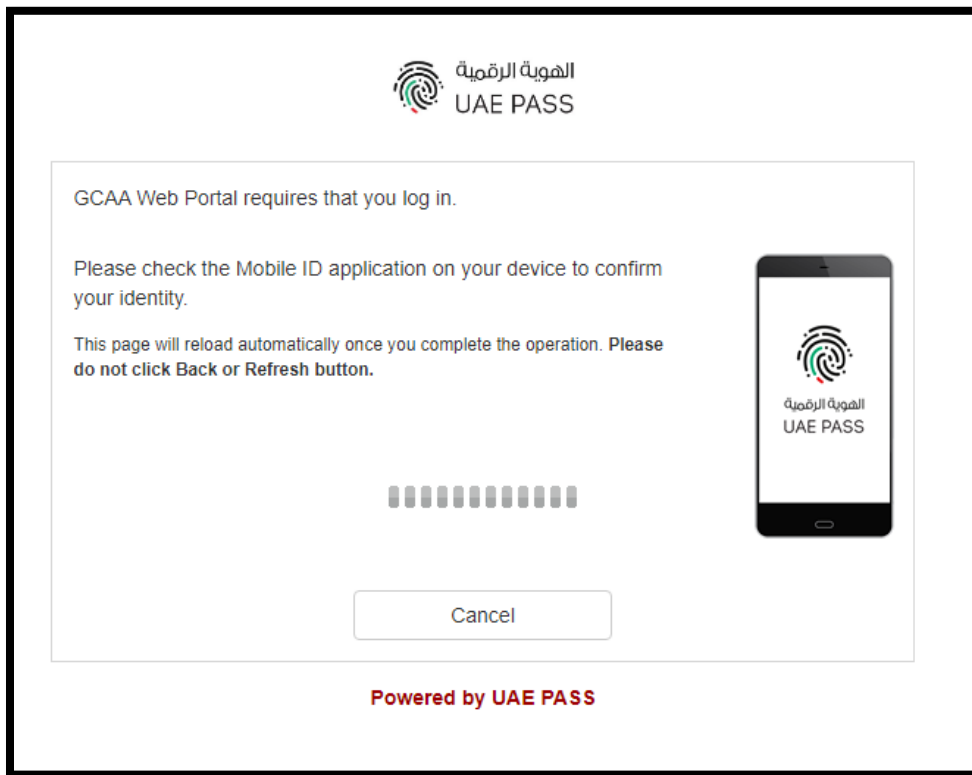 الهوية الرقمية
UAE PASS
GCAA Web Portal requires that you log in.
Please check the Mobile ID application on your device to confirm
your identity.
This page will reload automatically once you complete the operation. Please
do not click Back or Refresh button.
الهوية الرقمية
UAE PASS
Cancel
Powered by UAE PASS